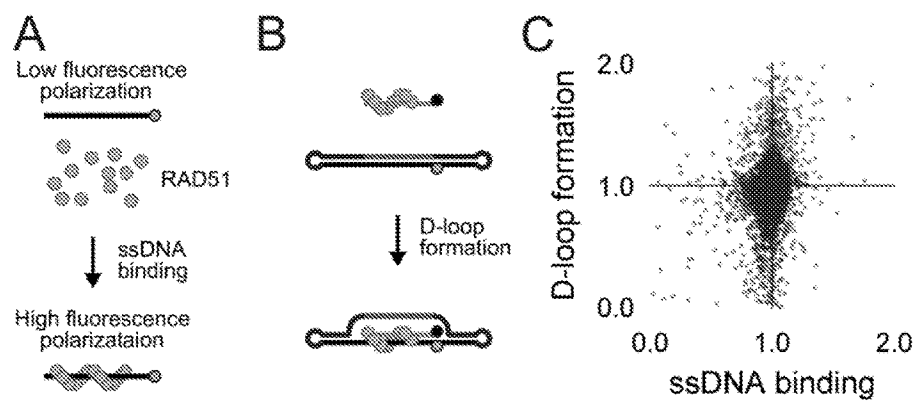 A
Low fluorescence
polarization
RAD51
ssDNA
binding
High fluorescence
polarizataion
B
D-loop
formation
C
D-loop formation
2.0
1.0
0.0
0.0 1.0 2.0
ssDNA binding